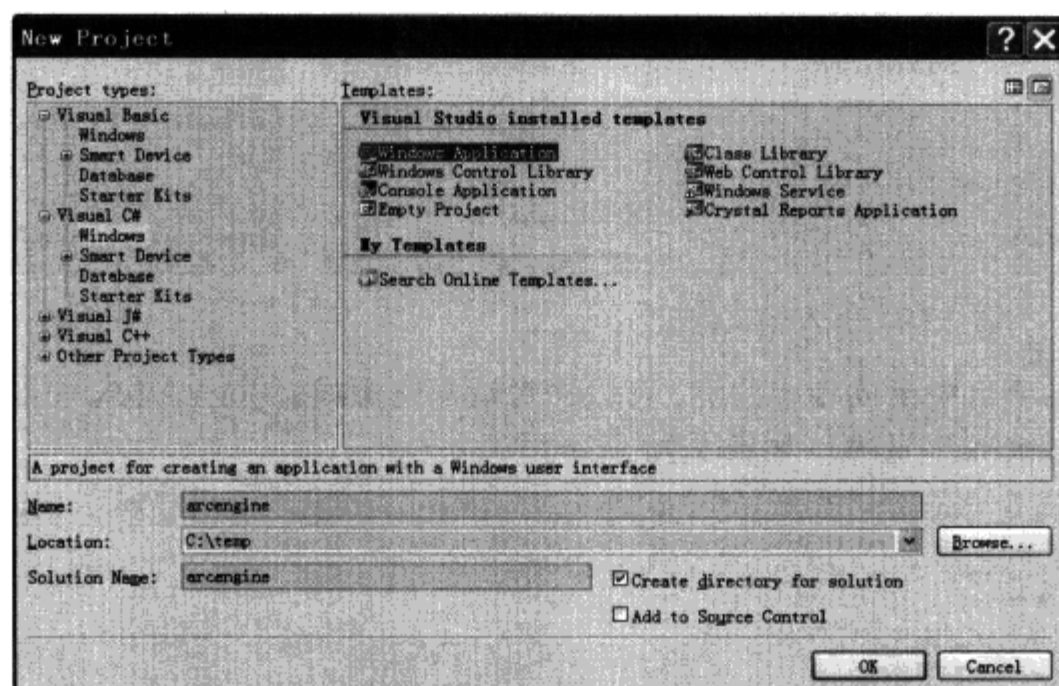 New Project
Project types:
Visual Basic
Windows
Smart Device
Database
Starter Kits
Visual C#
Windows
Smart Device
Database
Starter Kits
Visual J#
Visual C++
Other Project Types
Templates:
Visual Studio installed templates
Windows Application
Windows Control Library
Console Application
Empty Project
Class Library
Web Control Library
Windows Service
Crystal Reports Application
My Templates
Search Online Templates...
A project for creating an application with a Windows user interface
Name:
arcengine
Location:
C:\temp
Browse...
Solution Name:
arcengine
Create directory for solution
Add to Source Control
OK
Cancel